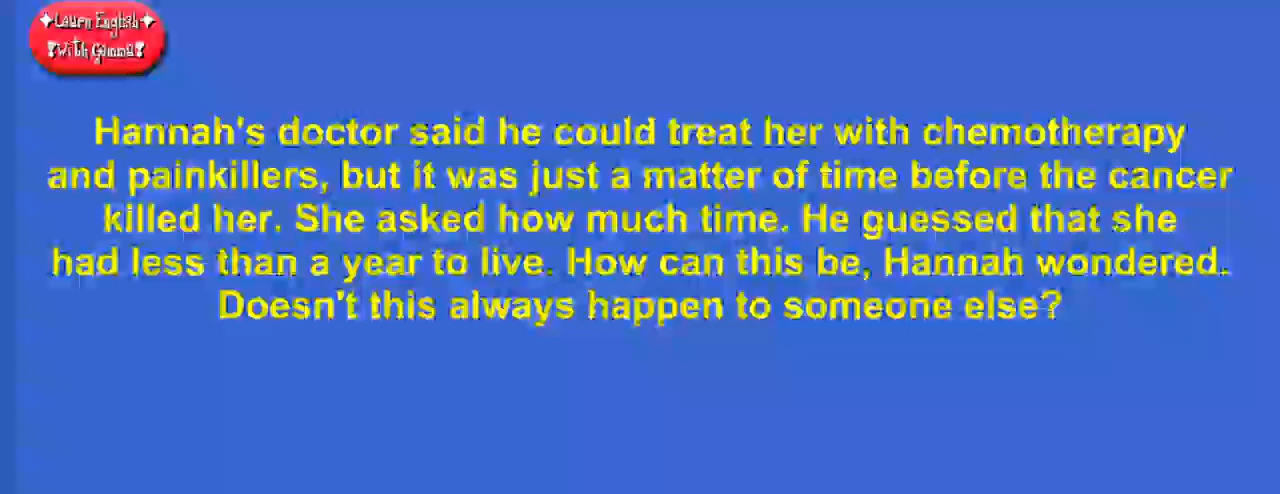 ✦Learn English✦
With Gamma
Hannah's doctor said he could treat her with chemotherapy
and painkillers, but it was just a matter of time before the cancer
killed her. She asked how much time. He guessed that she
had less than a year to live. How can this be, Hannah wondered.
Doesn't this always happen to someone else?